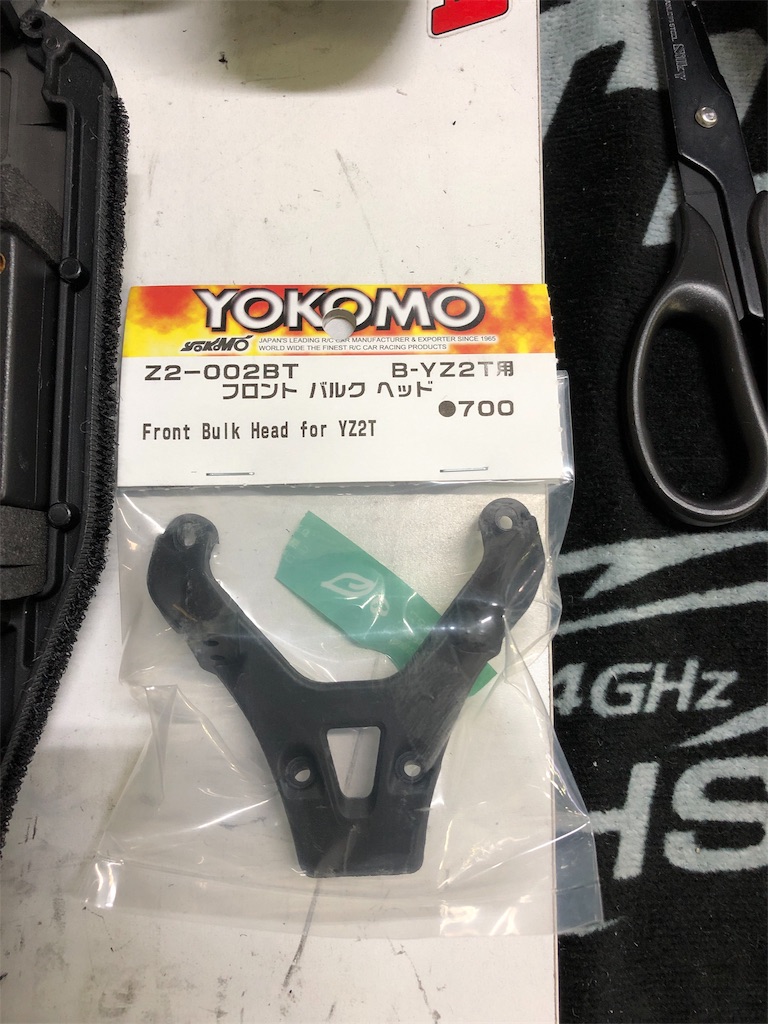 Silky
YOKOMO
YOKOMO
JAPAN'S LEADING R/C CAR MANUFACTURER & EXPORTER SINCE 1965
WORLD WIDE THE FINEST R/C CAR RACING PRODUCTS
Z2-002BT B-YZ2T用
フロント バルク ヘッド
●700
Front Bulk Head for YZ2T
4GHz
HS